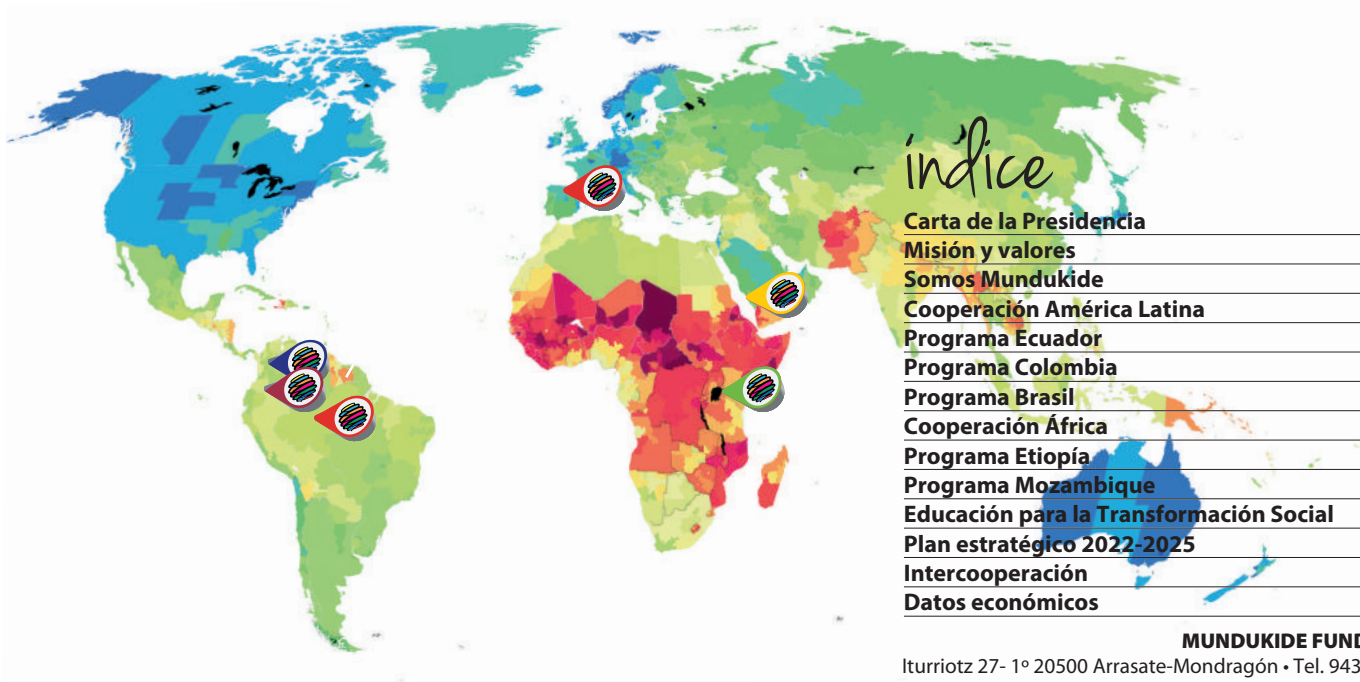 índice
Carta de la Presidencia
Misión y valores
Somos Mundukide
Cooperación América Latina
Programa Ecuador
Programa Colombia
Programa Brasil
Cooperación África
Programa Etiopía
Programa Mozambique
Educación para la Transformación Social
Plan estratégico 2022-2025
Intercooperación
Datos económicos
MUNDUKIDE FUND
Iturriotz 27- 1º 20500 Arrasate-Mondragón • Tel. 943